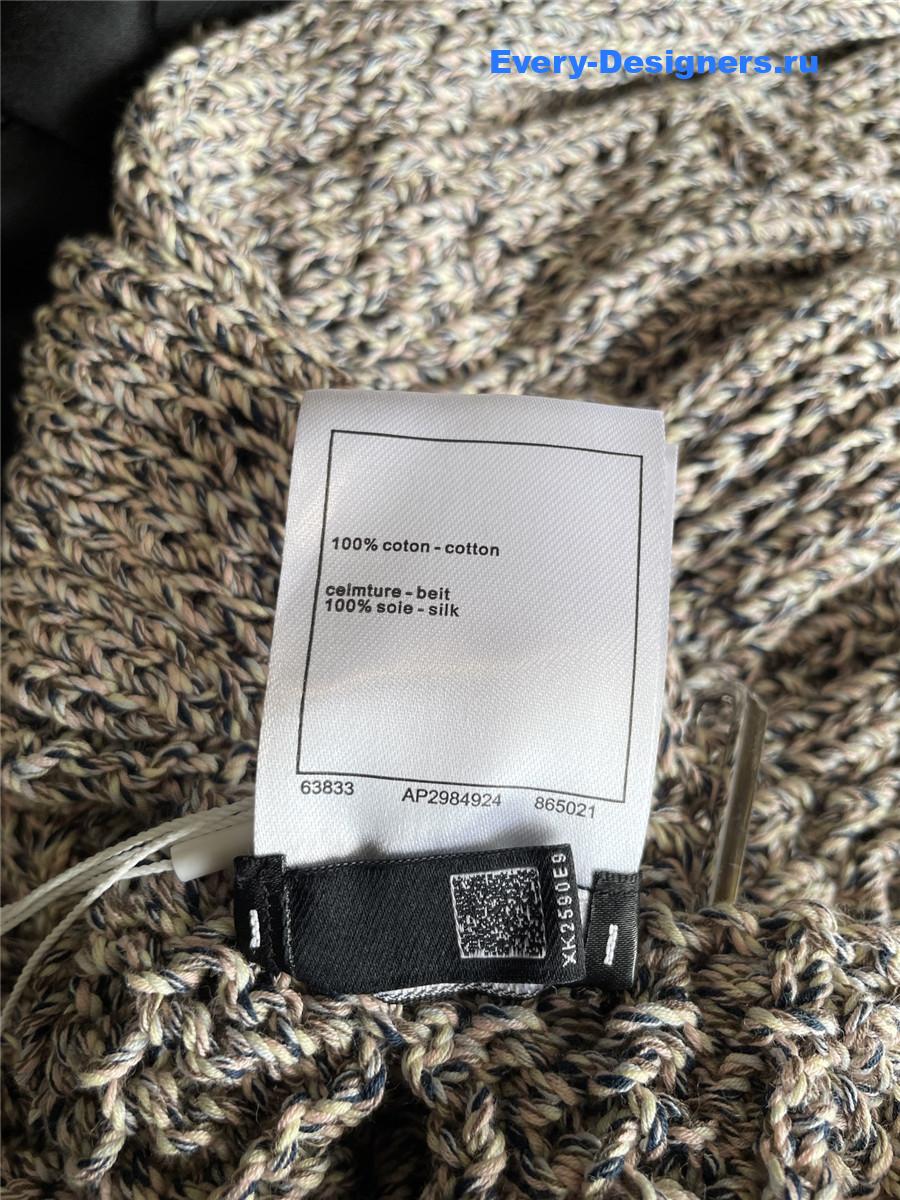 Every-Designers.ru
100% coton - cotton
ceimture - beit
100% soie - silk
63833 AP2984924 865021
XK2590E9